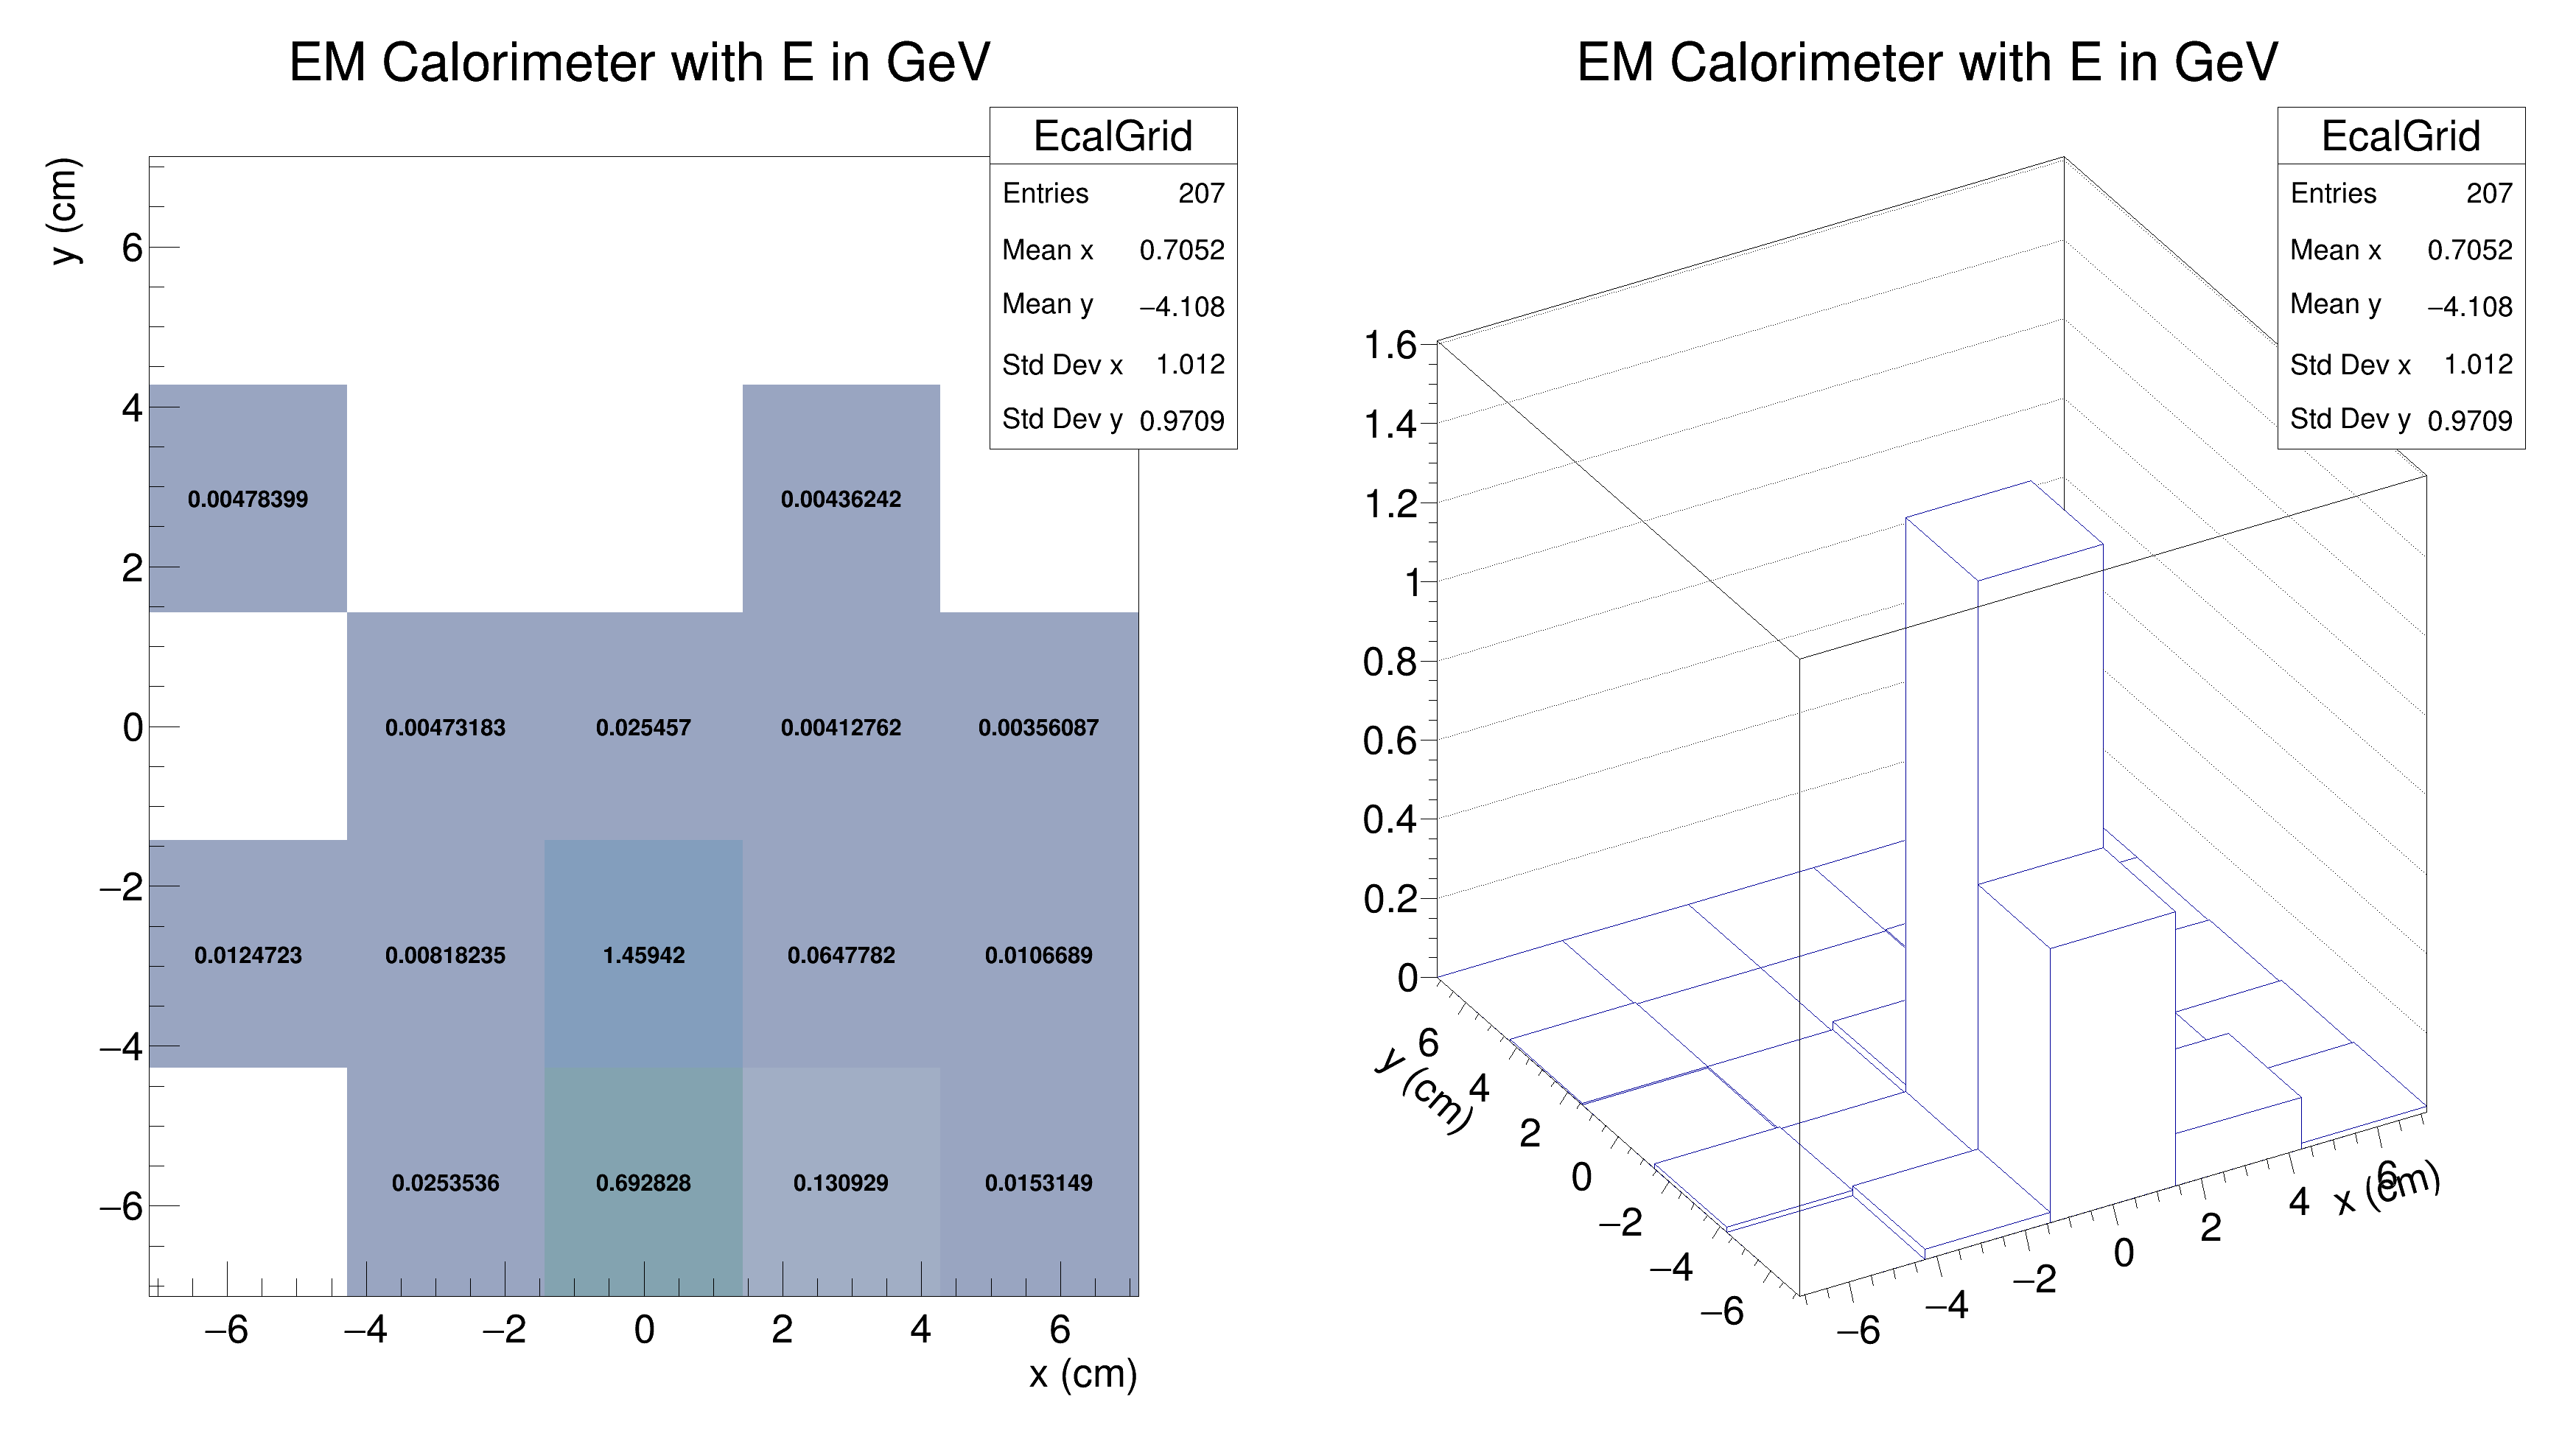 EM Calorimeter with E in GeV
EcalGrid
Entries 207
Mean x 0.7052
Mean y −4.108
Std Dev x 1.012
Std Dev y 0.9709
y (cm)
6
4
2
0
−2
−4
−6
0.00478399 0.00436242
0.00473183 0.025457 0.00412762 0.00356087
0.0124723 0.00818235 1.45942 0.0647782 0.0106689
0.0253536 0.692828 0.130929 0.0153149
−6 −4 −2 0 2 4 6
x (cm)
EM Calorimeter with E in GeV
EcalGrid
Entries 207
Mean x 0.7052
Mean y −4.108
Std Dev x 1.012
Std Dev y 0.9709
1.6
1.4
1.2
1
0.8
0.6
0.4
0.2
0
y (cm)
6
4
2
0
−2
−4
−6
−6 −4 −2 0 2 4 6
x (cm)